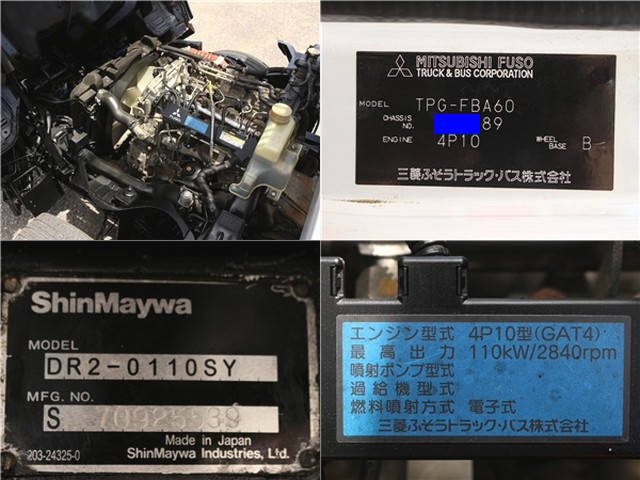 MITSUBISHI FUSO
TRUCK & BUS CORPORATION
MODEL TPG-FBA60
CHASSIS NO. 89
ENGINE 4P10 WHEEL BASE B-
三菱ふそうトラック・バス株式会社
ShinMaywa
MODEL
DR2-0110SY
MFG. NO.
S
Made in Japan
203-24325-0 ShinMaywa Industries, Ltd.
エンジン型式 4P10型(GAT4)
最高出力 110kW/2840rpm
噴射ポンプ型式
過給機型式
燃料噴射方式 電子式
三菱ふそうトラック・バス株式会社